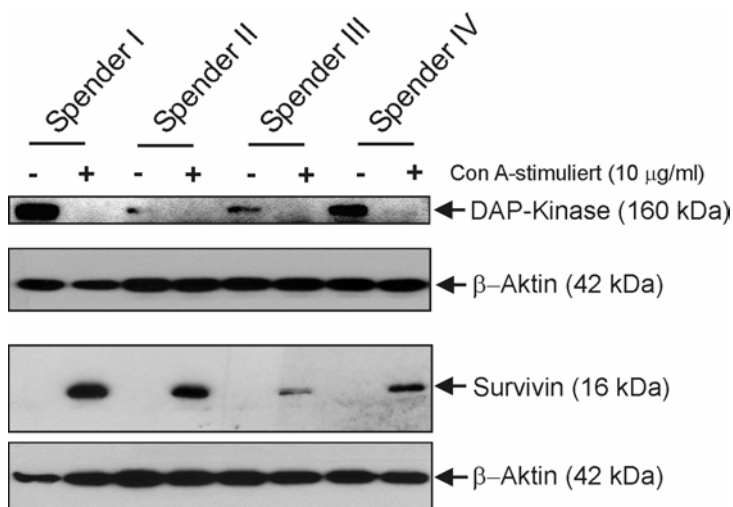 Spender I
Spender II
Spender III
Spender IV
- + - + - + - + Con A-stimuliert (10 μg/ml)
DAP-Kinase (160 kDa)
β–Aktin (42 kDa)
Survivin (16 kDa)
β–Aktin (42 kDa)